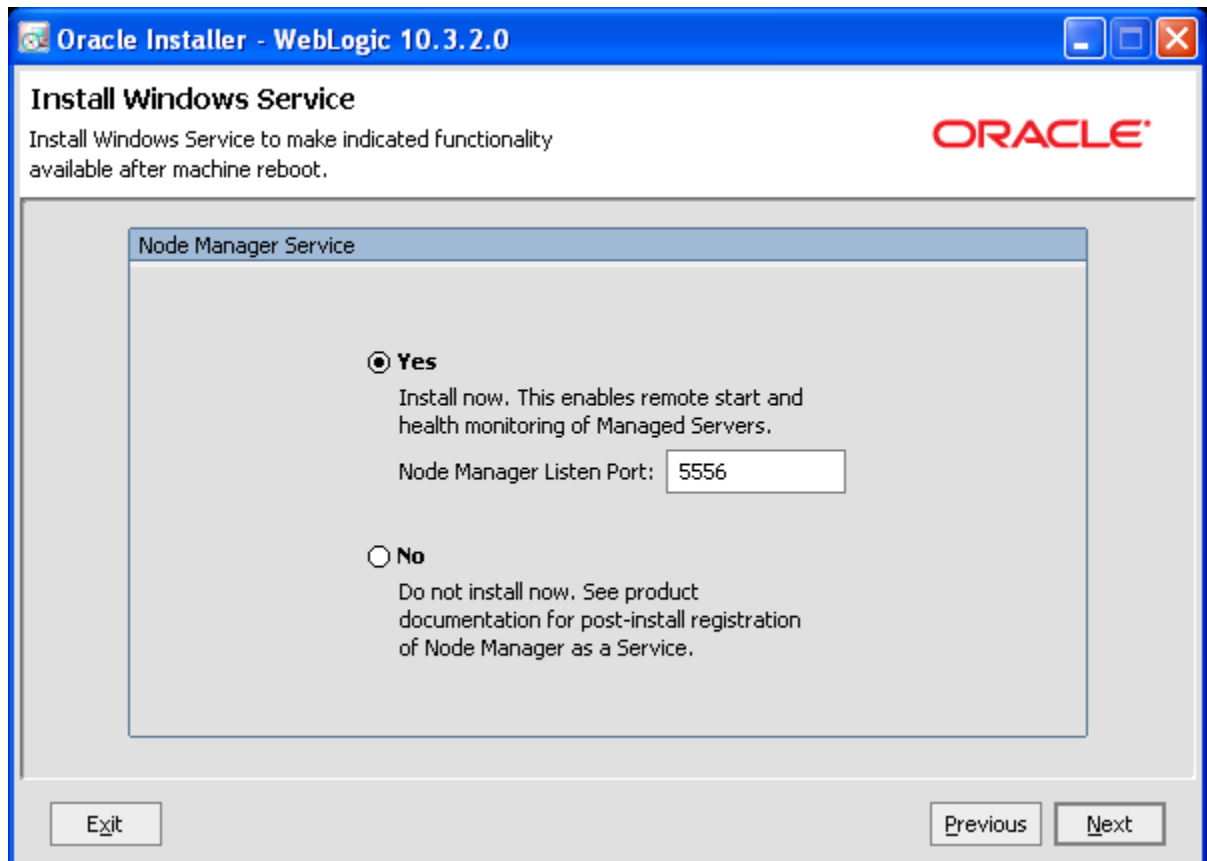 Oracle Installer - WebLogic 10.3.2.0
Install Windows Service
Install Windows Service to make indicated functionality
available after machine reboot.
ORACLE
Node Manager Service
Yes
Install now. This enables remote start and
health monitoring of Managed Servers.
Node Manager Listen Port: 5556
No
Do not install now. See product
documentation for post-install registration
of Node Manager as a Service.
Exit Previous Next